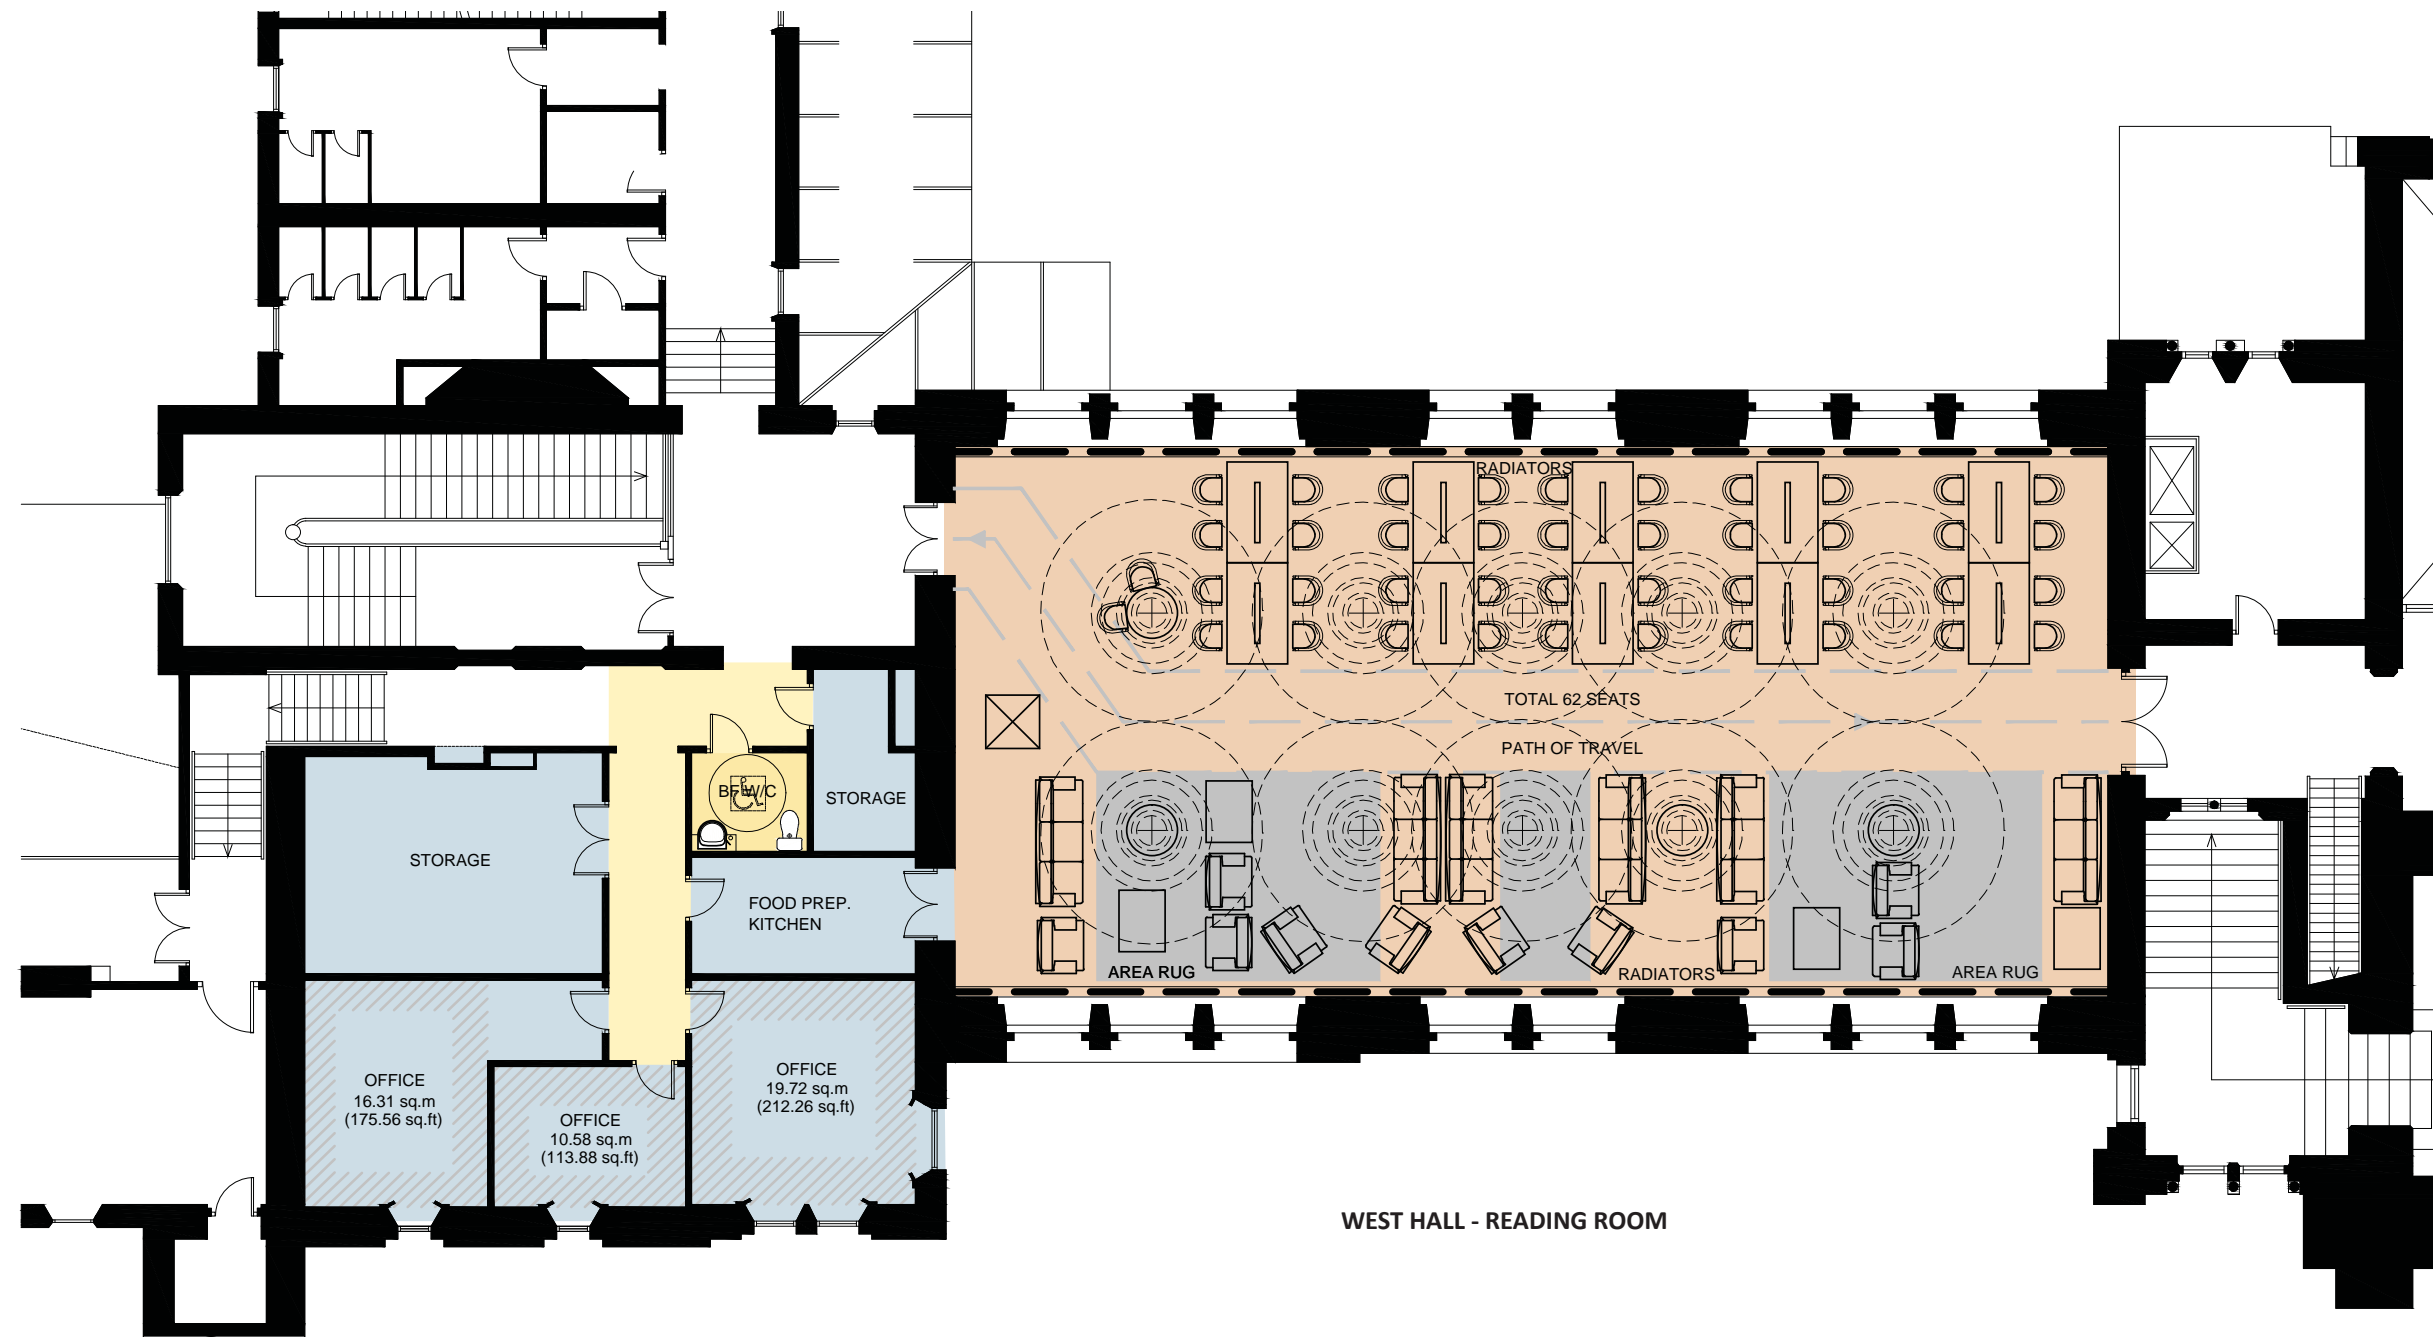 RADIATORS
TOTAL 62 SEATS
PATH OF TRAVEL
BF W/C
STORAGE
STORAGE
FOOD PREP.
KITCHEN
AREA RUG
RADIATORS
AREA RUG
OFFICE
16.31 sq.m
(175.56 sq.ft)
OFFICE
10.58 sq.m
(113.88 sq.ft)
OFFICE
19.72 sq.m
(212.26 sq.ft)
WEST HALL - READING ROOM